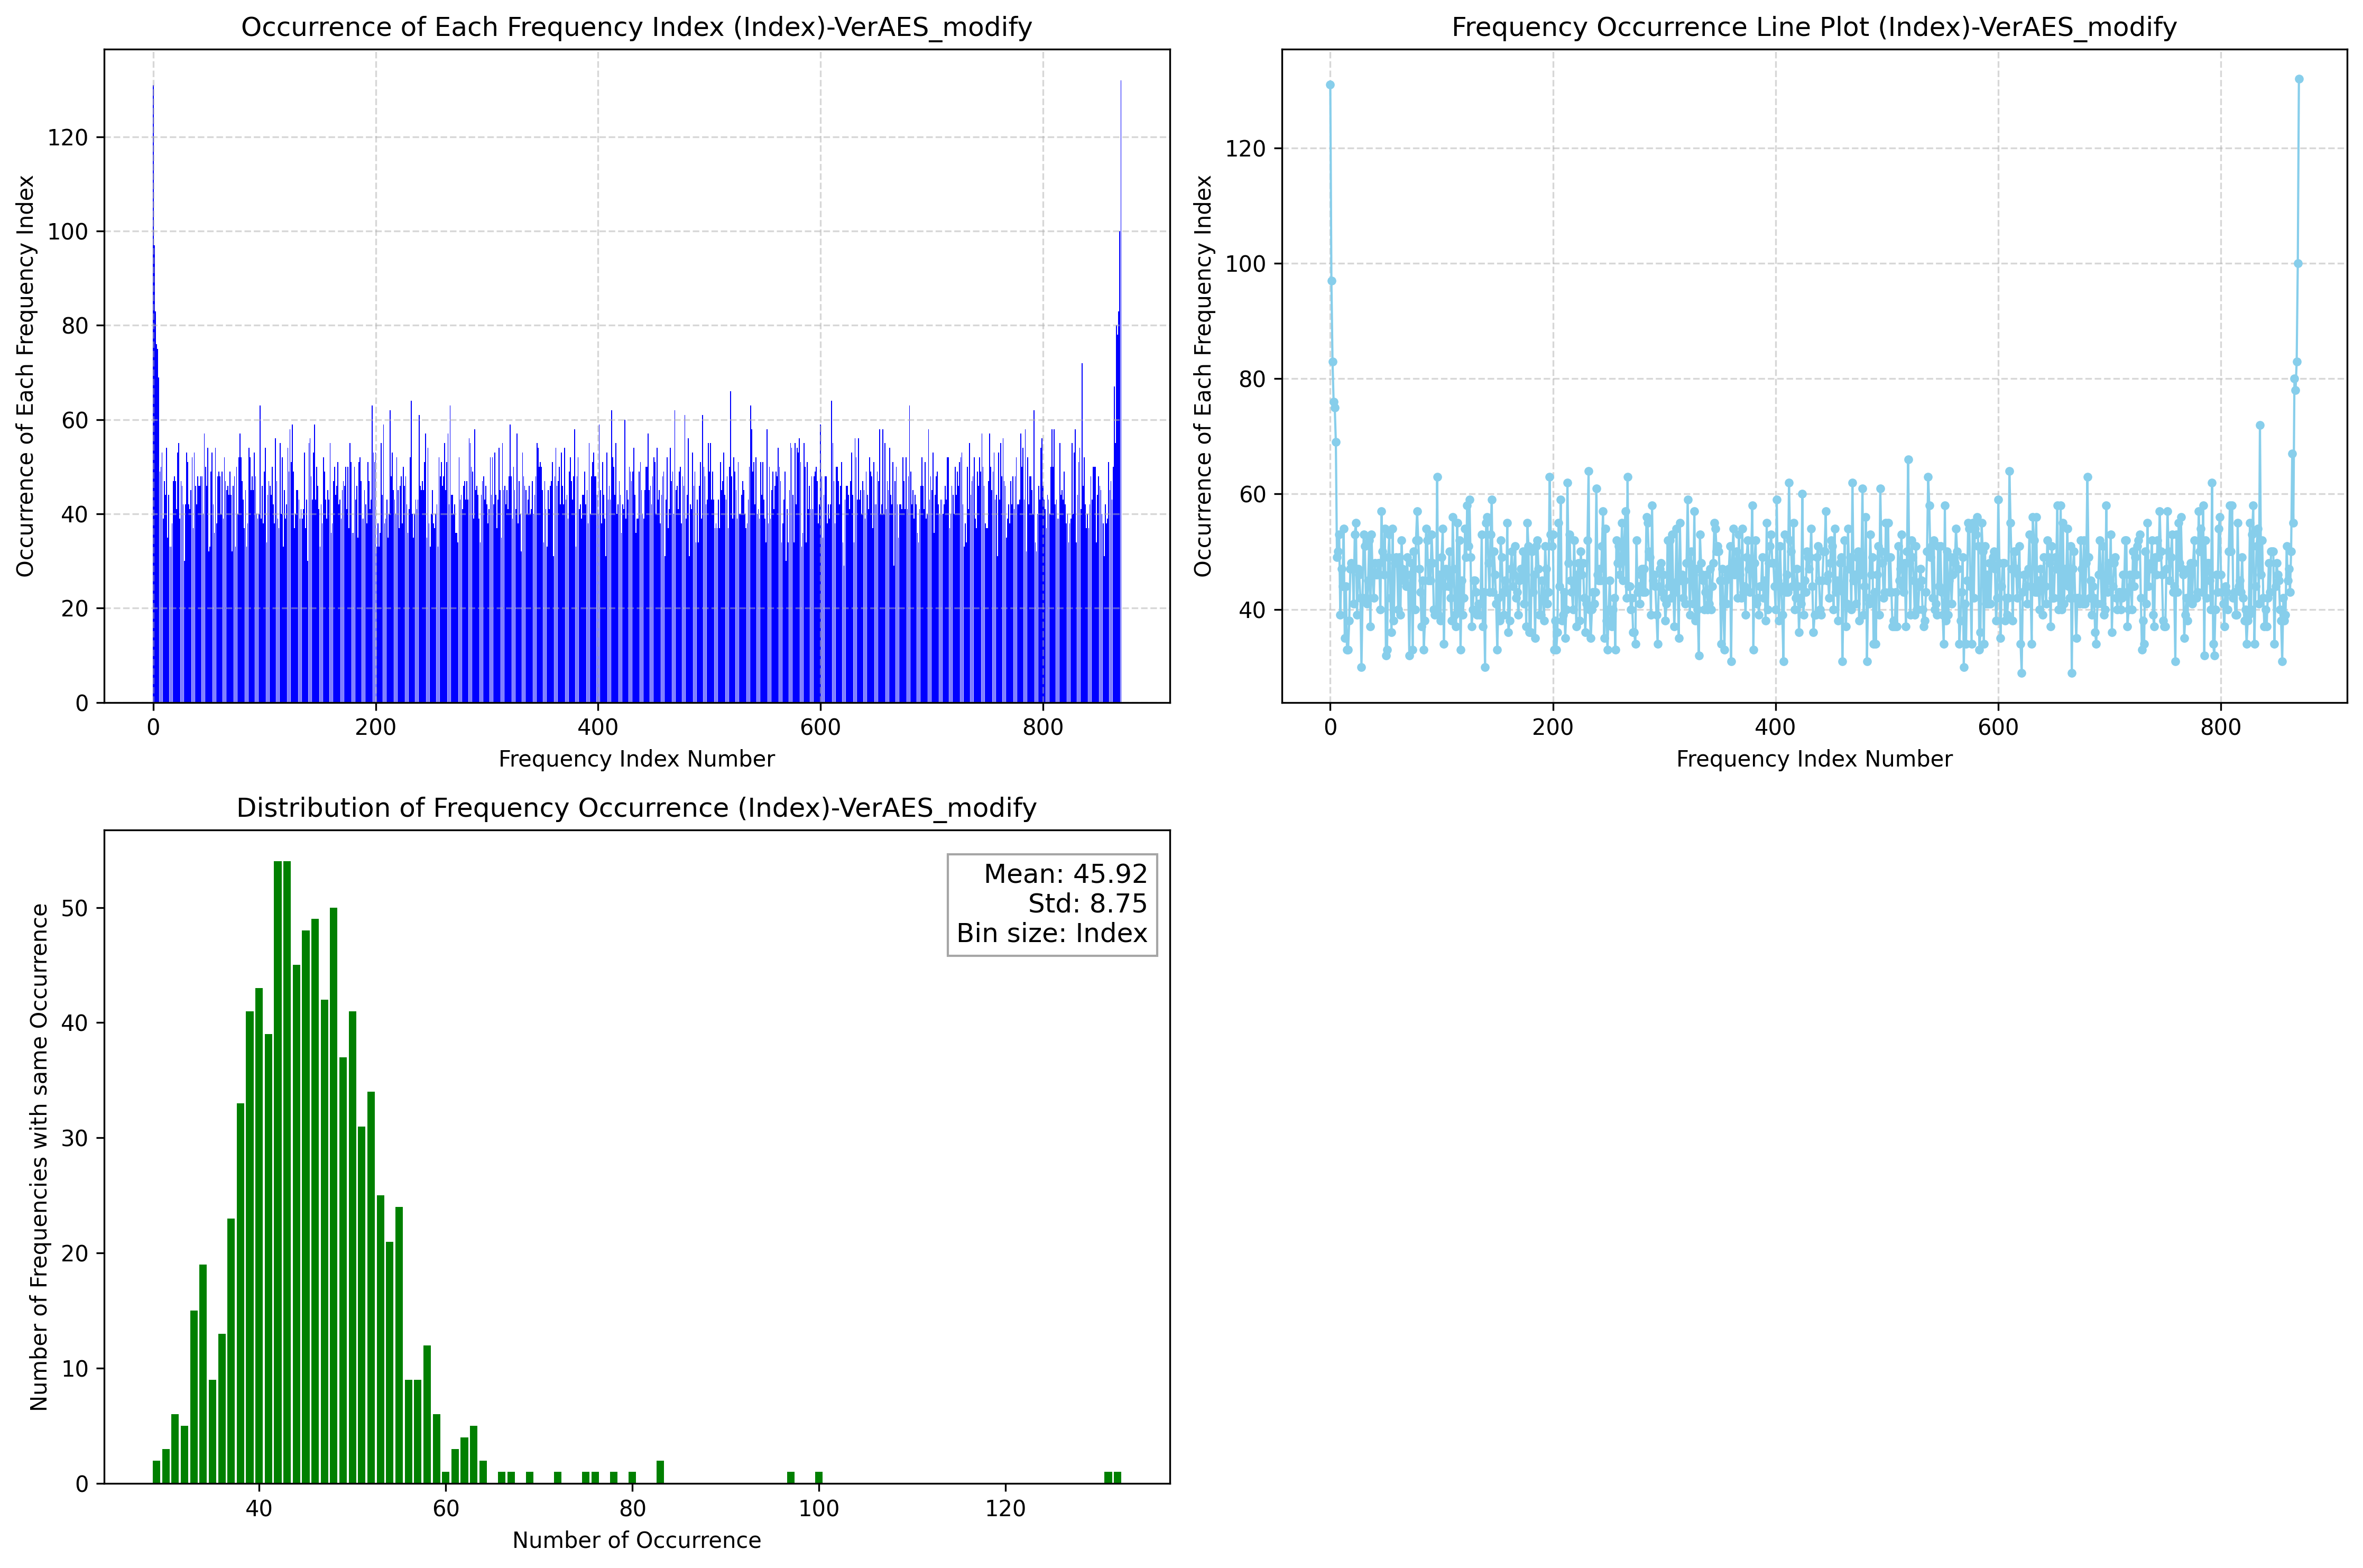 Occurrence of Each Frequency Index (Index)-VerAES_modify
Occurrence of Each Frequency Index
120
100
80
60
40
20
0
0 200 400 600 800
Frequency Index Number
Frequency Occurrence Line Plot (Index)-VerAES_modify
Occurrence of Each Frequency Index
120
100
80
60
40
0 200 400 600 800
Frequency Index Number
Distribution of Frequency Occurrence (Index)-VerAES_modify
Number of Frequencies with same Occurrence
50
40
30
20
10
0
Mean: 45.92
Std: 8.75
Bin size: Index
40 60 80 100 120
Number of Occurrence